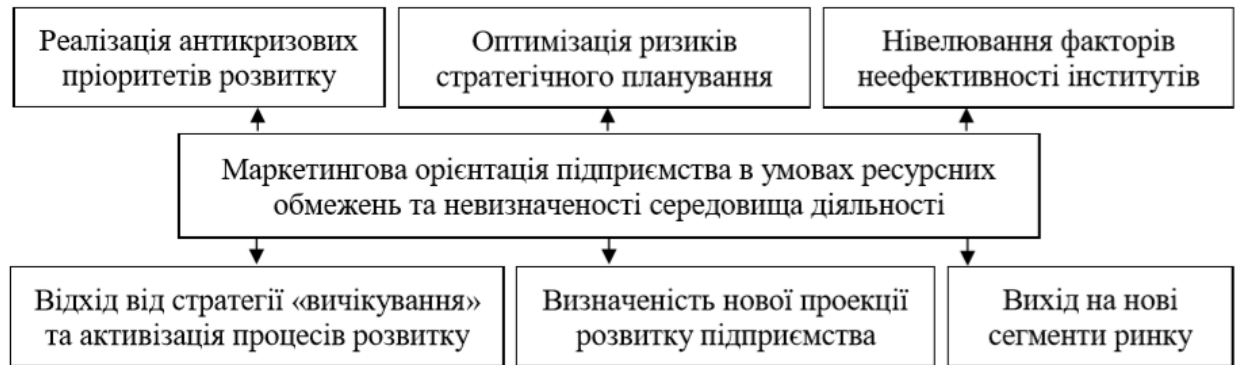 Реалізація антикризових
пріоритетів розвитку
Оптимізація ризиків
стратегічного планування
Нівелювання факторів
неефективності інститутів
Маркетингова орієнтація підприємства в умовах ресурсних
обмежень та невизначеності середовища діяльності
Відхід від стратегії «вичікування»
та активізація процесів розвитку
Визначеність нової проекції
розвитку підприємства
Вихід на нові
сегменти ринку